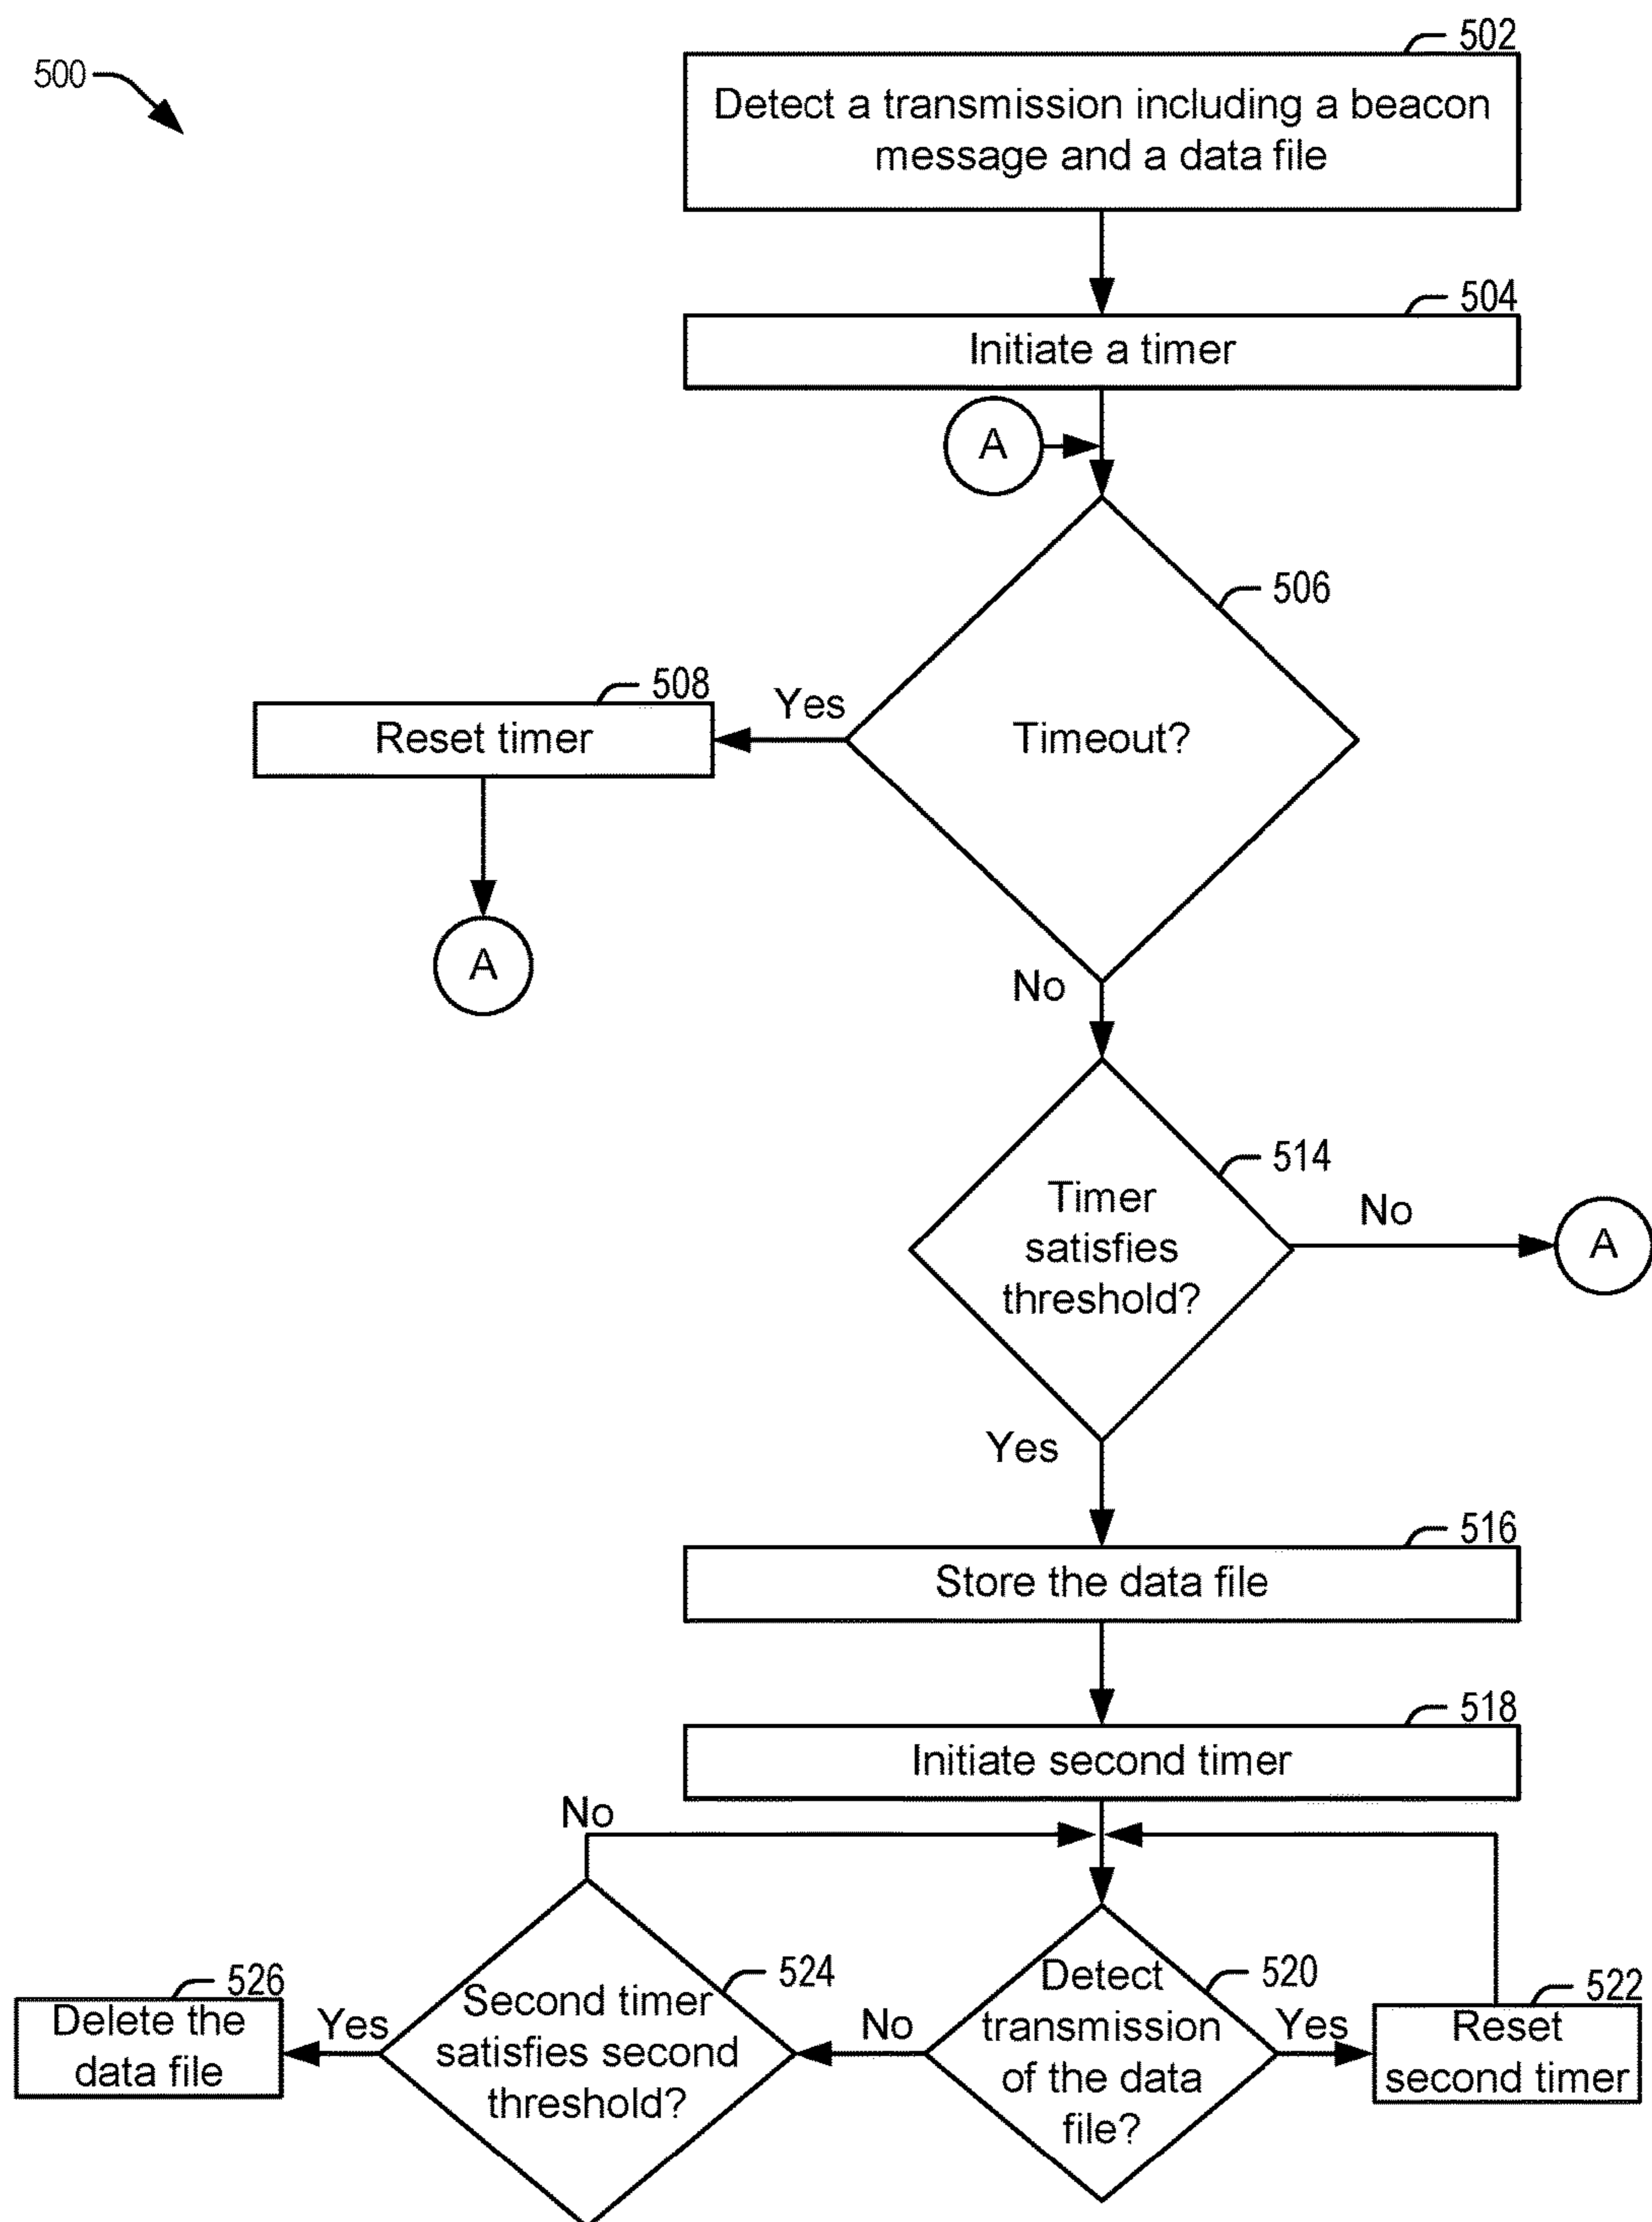 500
502
Detect a transmission including a beacon
message and a data file
504
Initiate a timer
A
506
Timeout?
Yes
508
Reset timer
A
No
514
Timer
satisfies
threshold?
No
A
Yes
516
Store the data file
518
Initiate second timer
No
524
Second timer
satisfies second
threshold?
520
Detect
transmission
of the data
file?
No
Yes
522
Reset
second timer
Yes
526
Delete the
data file